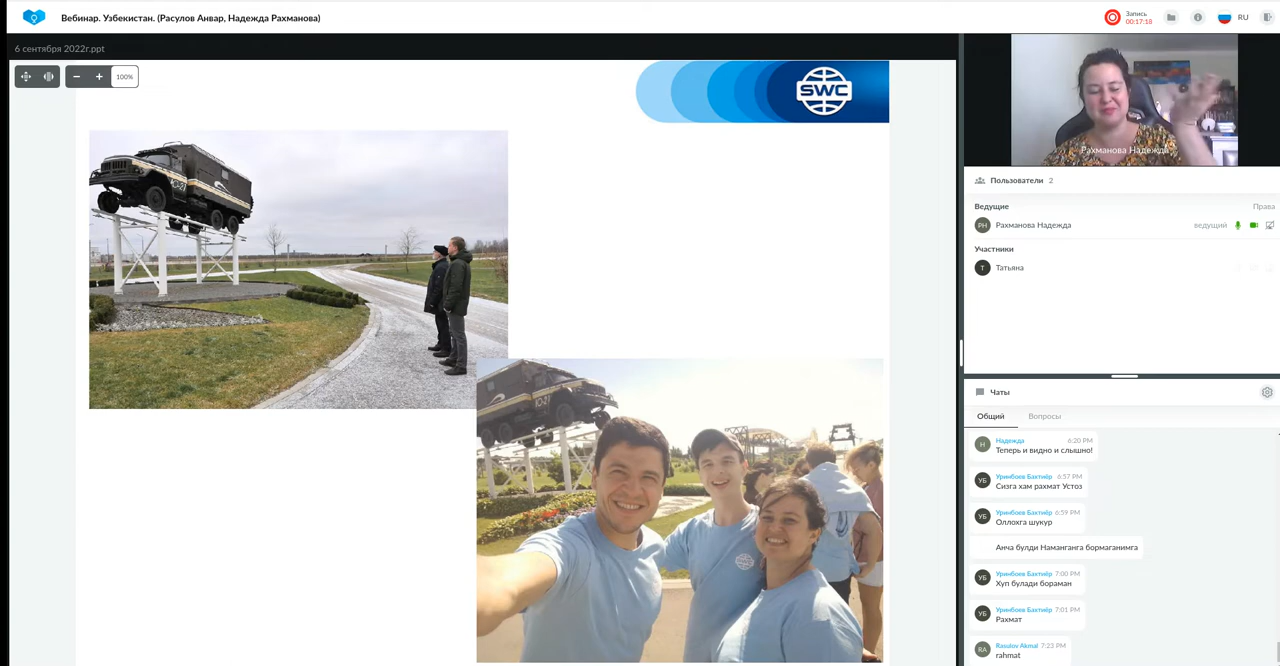 Вебинар. Узбекистан. (Расулов Анвар, Надежда Рахманова)
Запись
00:17:18
RU
6 сентября 2022г.ppt
100%
SWC
Ю-21
Ю-21
Рахманова Надежда
Пользователи 2
Ведущие
Права
РН
Рахманова Надежда
ведущий
Участники
Т
Татьяна
Чаты
Общий
Вопросы
Н
Надежда 6:20 PM
Теперь и видно и слышно!
УБ
Уринбоев Бахтиёр 6:57 PM
Сизга хам рахмат Устоз
УБ
Уринбоев Бахтиёр 6:59 PM
Оллохга шукур
Анча булди Наманганга бормаганимга
УБ
Уринбоев Бахтиёр 7:00 PM
Хуп булади бораман
УБ
Уринбоев Бахтиёр 7:01 PM
Рахмат
RA
Rasulov Akmal 7:23 PM
rahmat